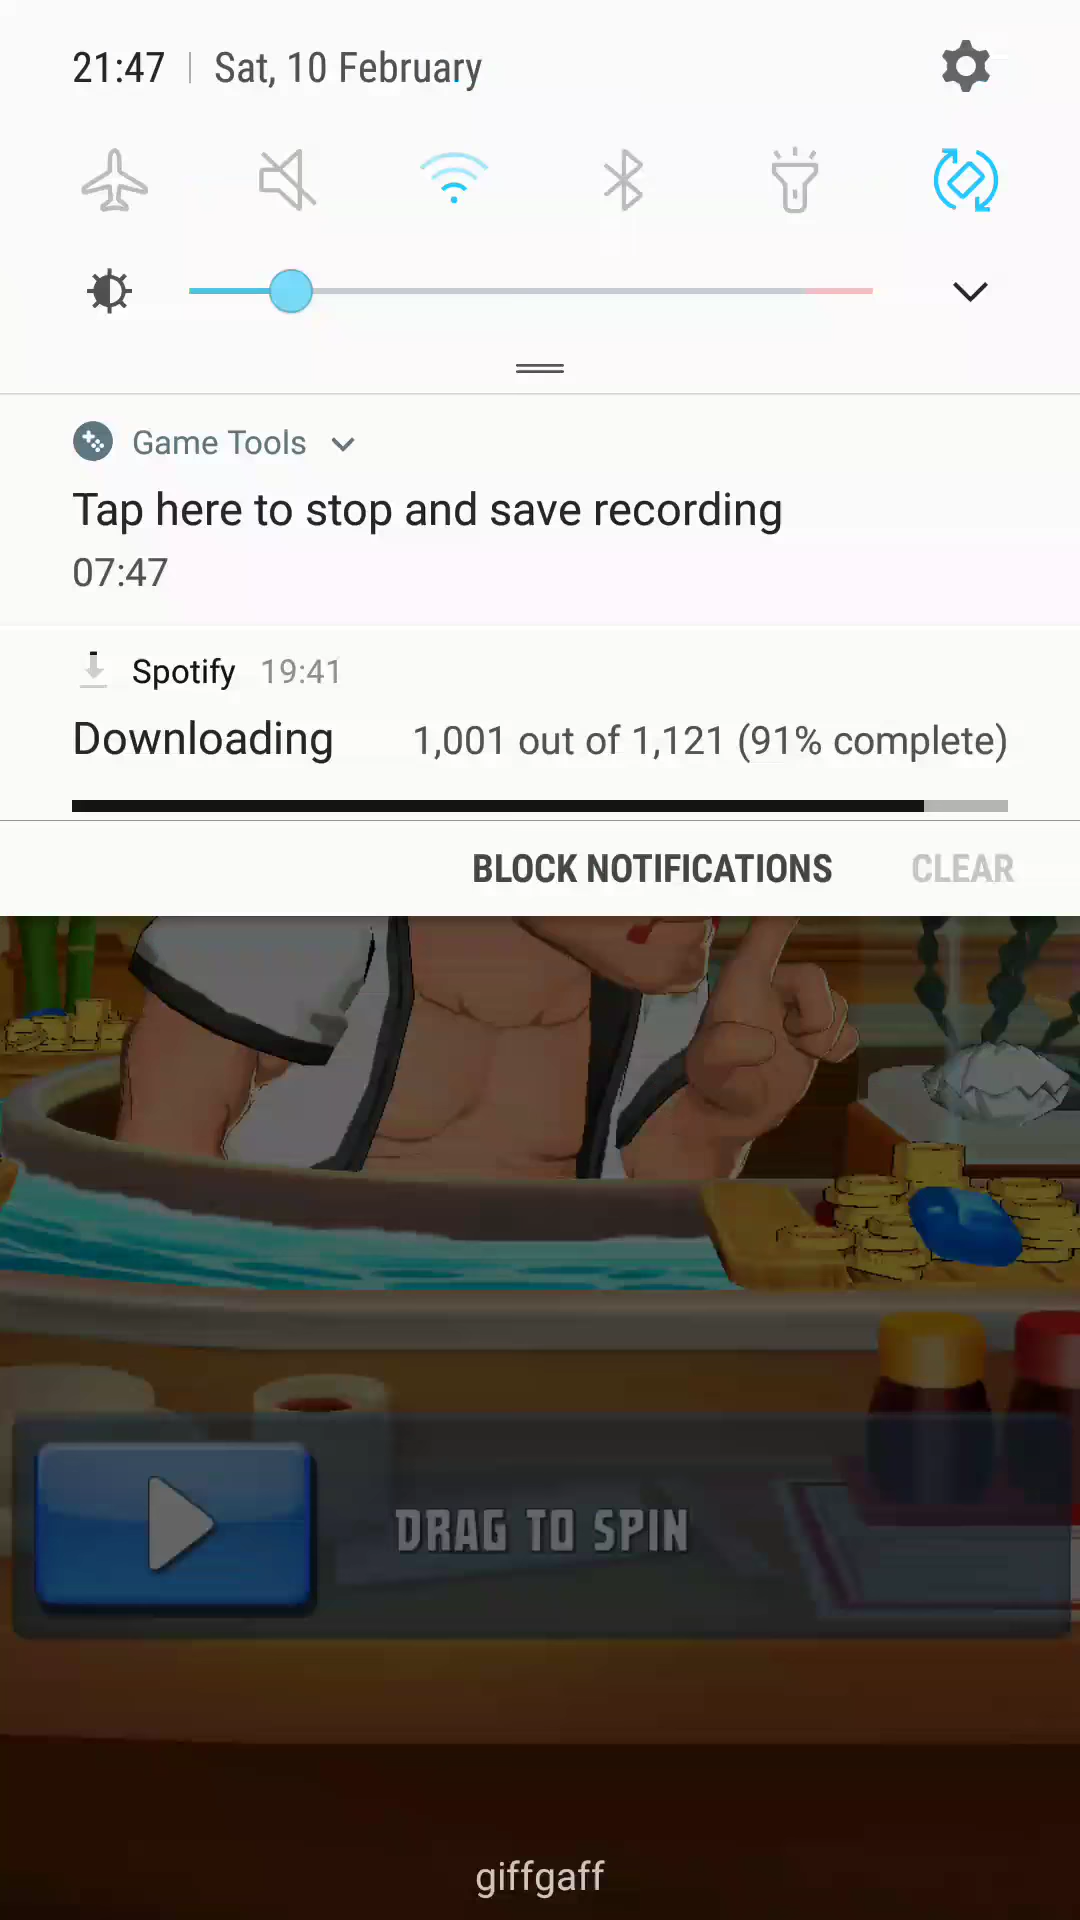 21:47 | Sat, 10 February
Game Tools
Tap here to stop and save recording
07:47
Spotify 19:41
Downloading 1,001 out of 1,121 (91% complete)
BLOCK NOTIFICATIONS CLEAR
DRAG TO SPIN
giffgaff